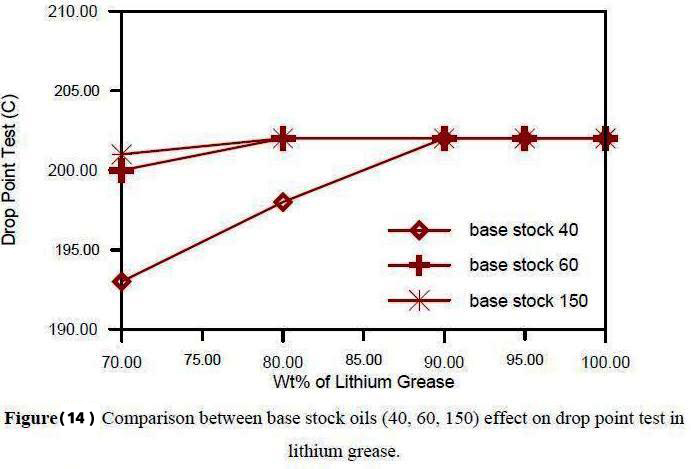 210.00
205.00
200.00
195.00
190.00
Drop Point Test (C)
base stock 40
base stock 60
base stock 150
70.00 75.00 80.00 85.00 90.00 95.00 100.00
Wt% of Lithium Grease
Figure(14 ) Comparison between base stock oils (40, 60, 150) effect on drop point test in
lithium grease.